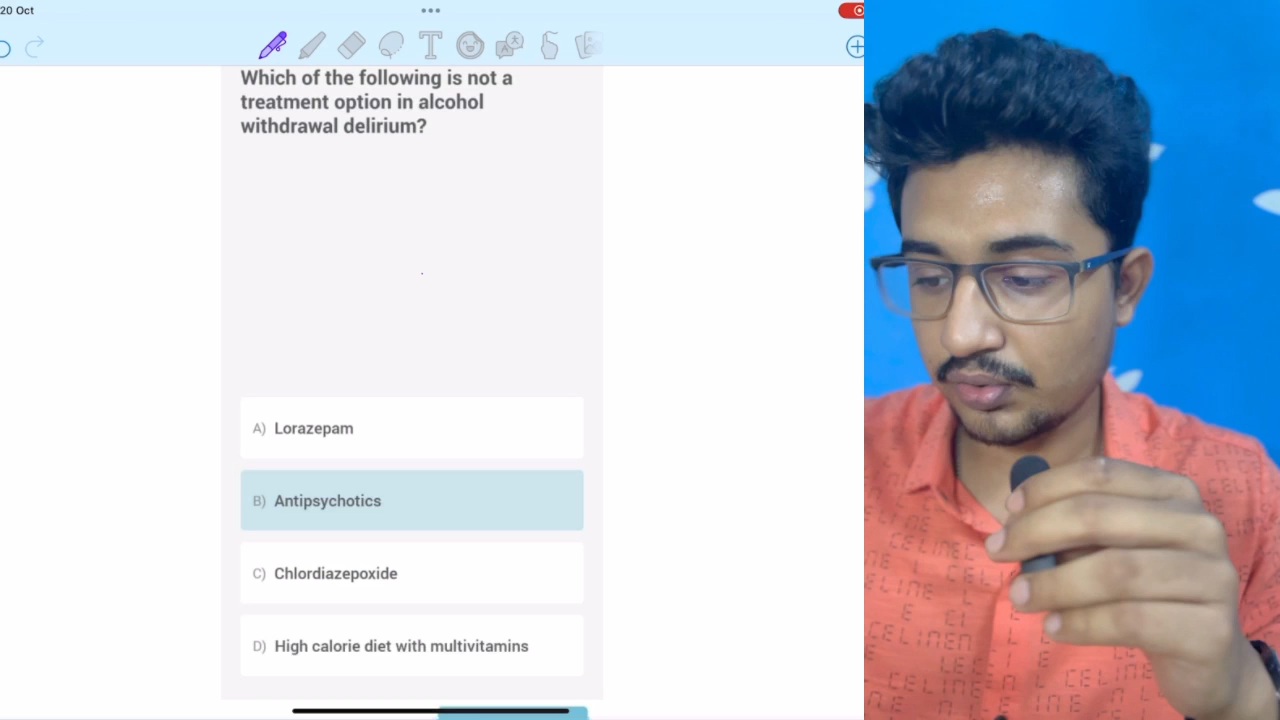 20 Oct
Which of the following is not a
treatment option in alcohol
withdrawal delirium?
A) Lorazepam
B) Antipsychotics
C) Chlordiazepoxide
D) High calorie diet with multivitamins